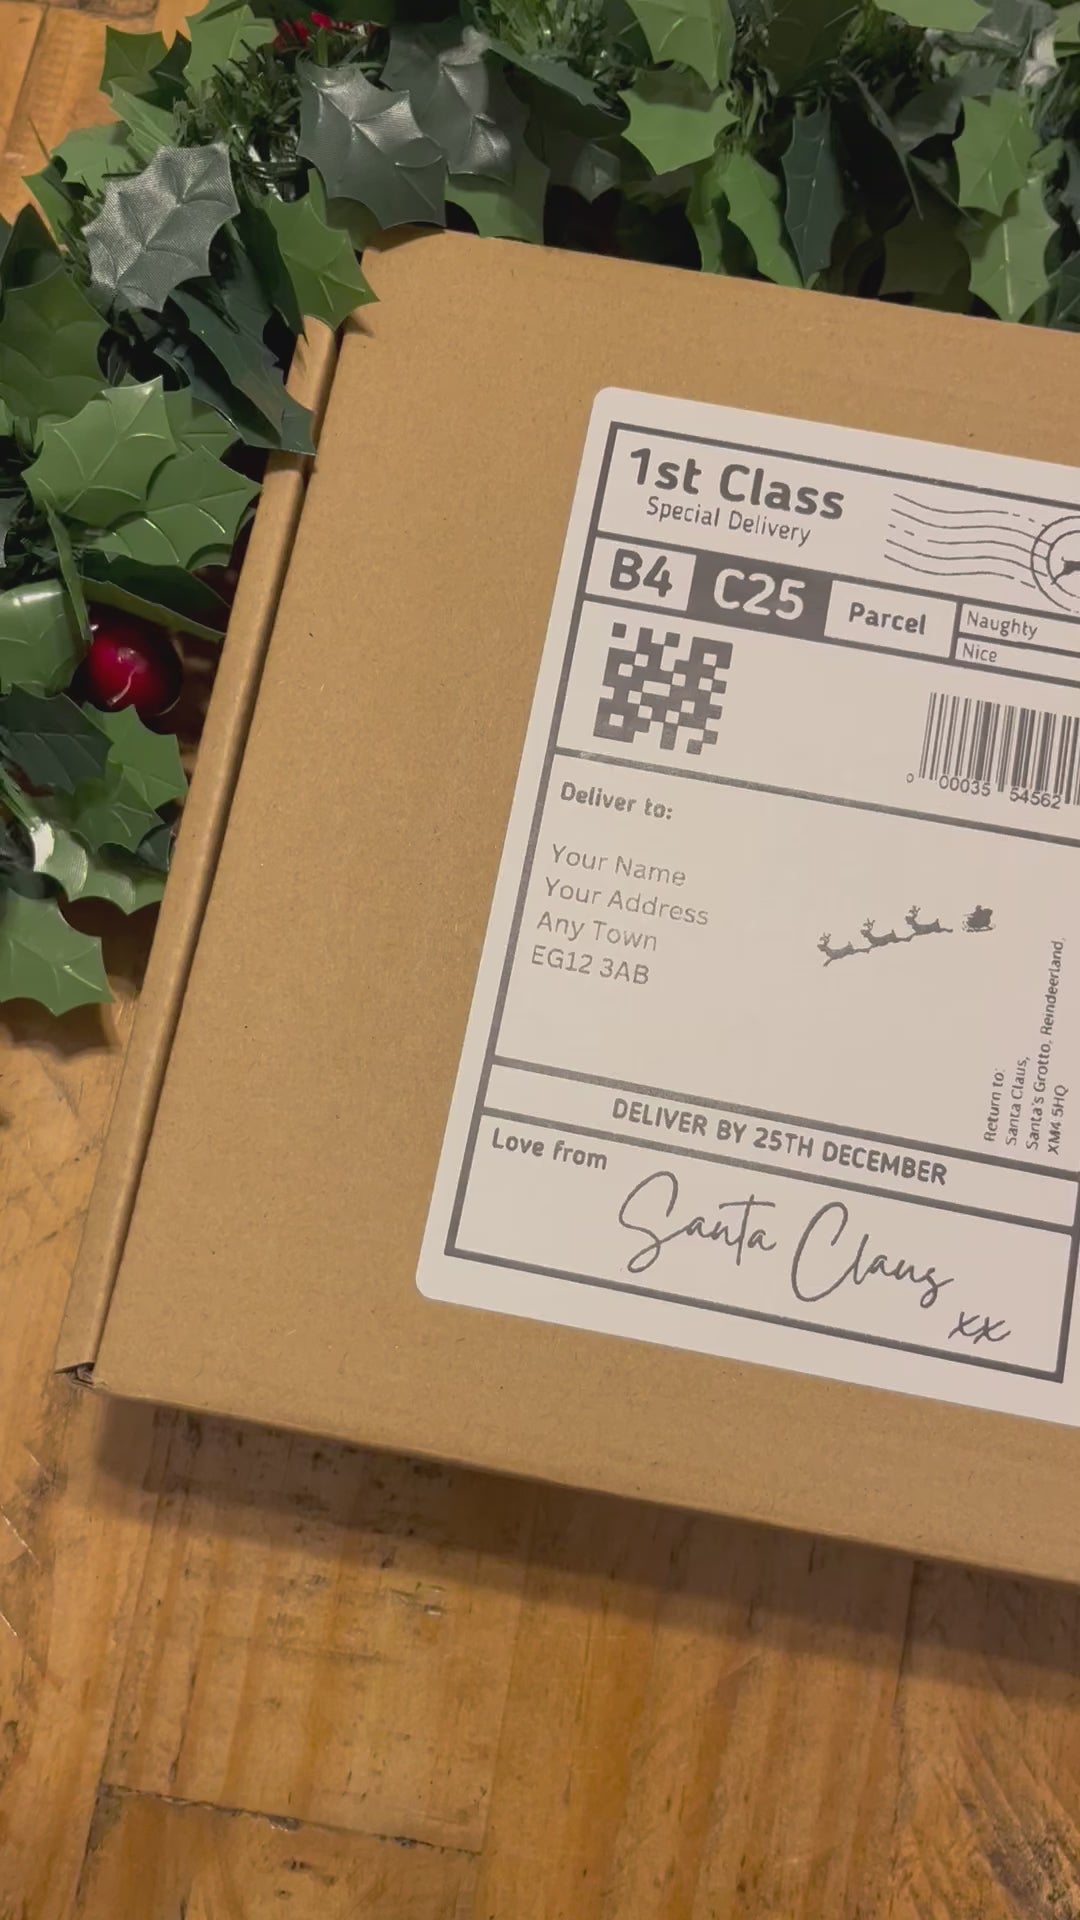 1st Class
Special Delivery
B4 C25 Parcel
Naughty
Nice
0 00035 54562
Deliver to:
Your Name
Your Address
Any Town
EG12 3AB
Return to:
Santa Claus,
Santa's Grotto, Reindeerland,
XM4 5HQ
DELIVER BY 25TH DECEMBER
Love from
Santa Claus
xx